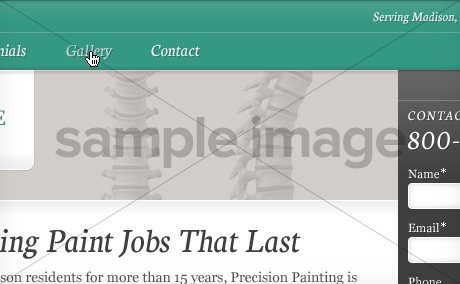 Serving Madison,
nials Gallery Contact
E
sample image
CONTAC
800-
Name*
Email*
Phone
ing Paint Jobs That Last
son residents for more than 15 years, Precision Painting is